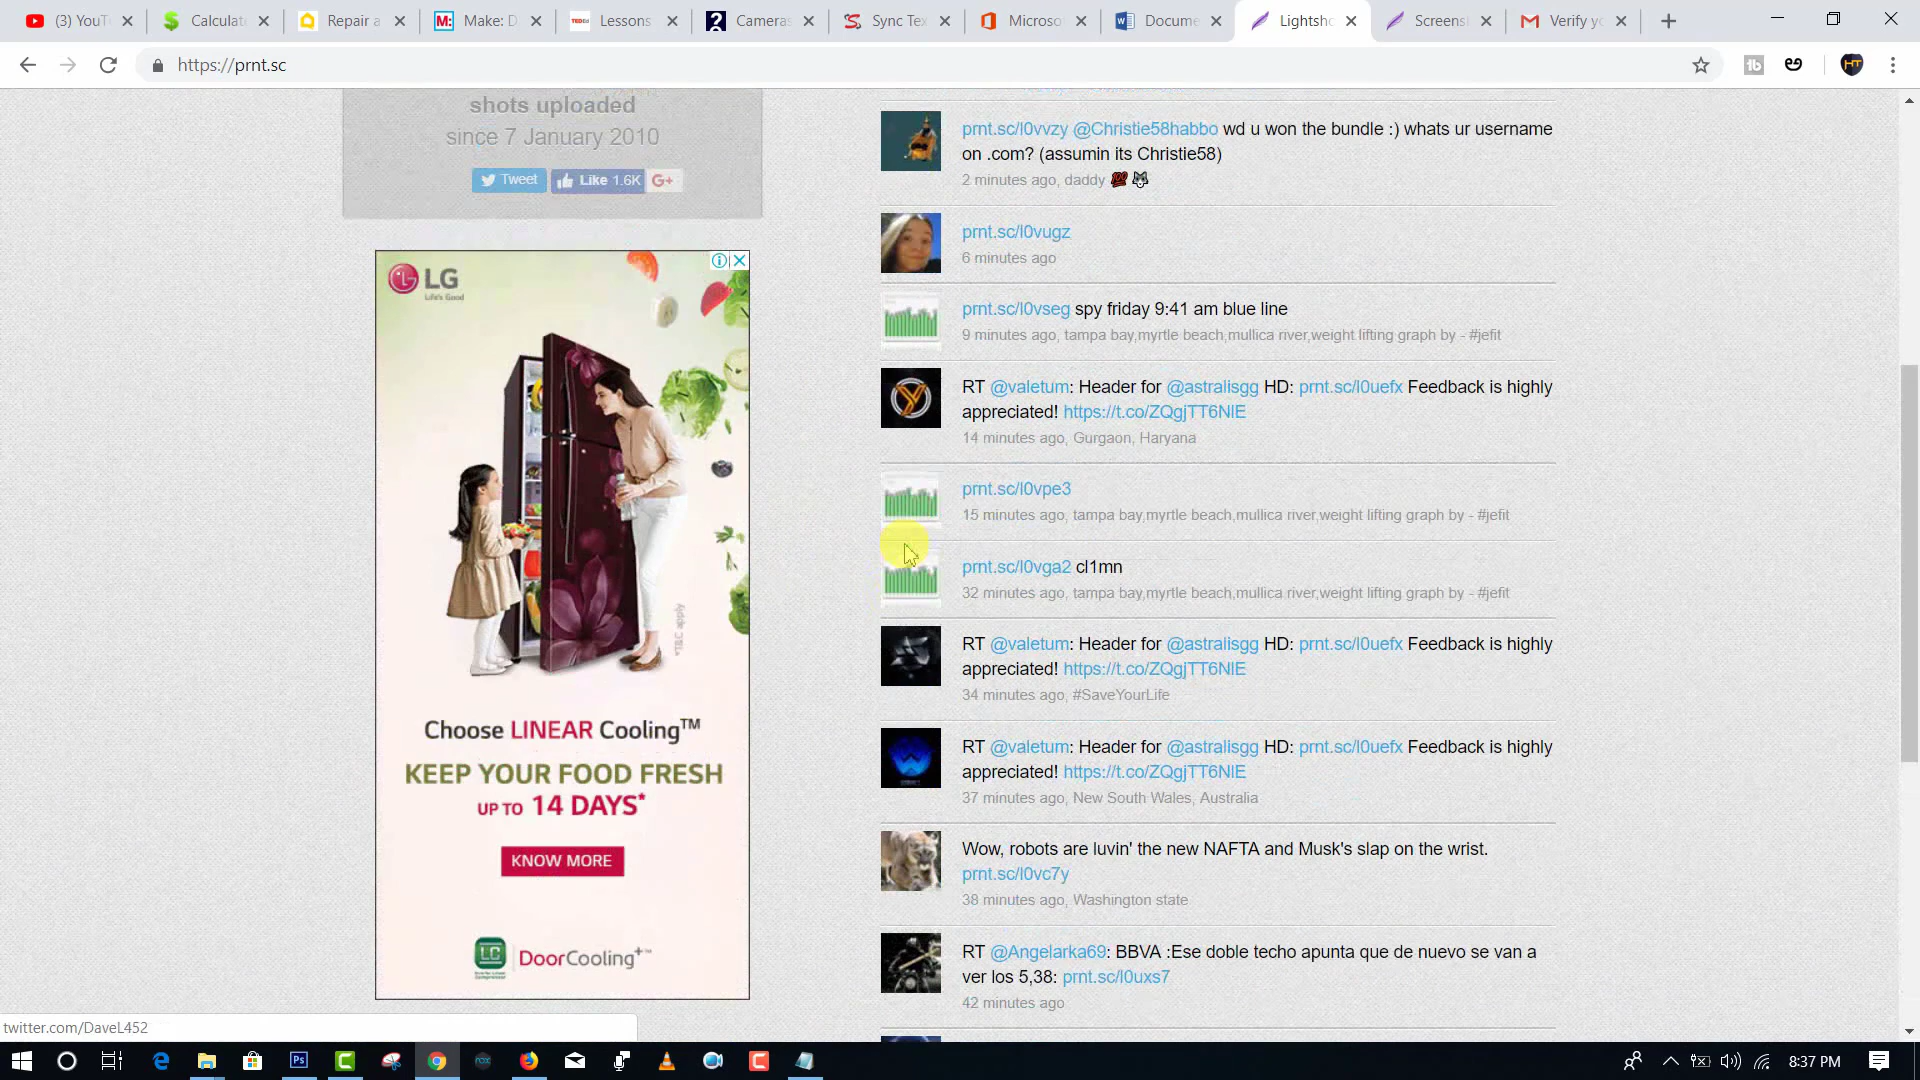 (3) YouT
Calculate
Repair a
M:
Make: D
TED Ed
Lessons
Cameras
Sync Tex
Microso
Docume
Lightsho
Screensh
Verify yo
https://prnt.sc
shots uploaded
since 7 January 2010
Tweet
Like 1.6K
G+
LG
Life's Good
Choose LINEAR Cooling™
KEEP YOUR FOOD FRESH
UP TO 14 DAYS*
*T&C apply
KNOW MORE
DoorCooling+™
prnt.sc/l0vvzy @Christie58habbo wd u won the bundle :) whats ur username
on .com? (assumin its Christie58)
2 minutes ago, daddy 💯 🐺
prnt.sc/l0vugz
6 minutes ago
prnt.sc/l0vseg spy friday 9:41 am blue line
9 minutes ago, tampa bay,myrtle beach,mullica river,weight lifting graph by - #jefit
RT @valetum: Header for @astralisgg HD: prnt.sc/l0uefx Feedback is highly
appreciated! https://t.co/ZQgjTT6NlE
14 minutes ago, Gurgaon, Haryana
prnt.sc/l0vpe3
15 minutes ago, tampa bay,myrtle beach,mullica river,weight lifting graph by - #jefit
prnt.sc/l0vga2 cl1mn
32 minutes ago, tampa bay,myrtle beach,mullica river,weight lifting graph by - #jefit
RT @valetum: Header for @astralisgg HD: prnt.sc/l0uefx Feedback is highly
appreciated! https://t.co/ZQgjTT6NlE
34 minutes ago, #SaveYourLife
RT @valetum: Header for @astralisgg HD: prnt.sc/l0uefx Feedback is highly
appreciated! https://t.co/ZQgjTT6NlE
37 minutes ago, New South Wales, Australia
Wow, robots are luvin' the new NAFTA and Musk's slap on the wrist.
prnt.sc/l0vc7y
38 minutes ago, Washington state
RT @Angelarka69: BBVA :Ese doble techo apunta que de nuevo se van a
ver los 5,38: prnt.sc/l0uxs7
42 minutes ago
twitter.com/DaveL452
8:37 PM